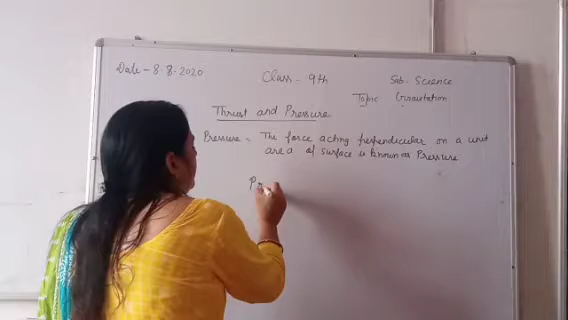 Date - 8.8.2020 Class - 9th Sub. Science
Topic Gravitation
Thrust and Pressure
Pressure - The force acting perpendicular on a unit
area of surface is known as Pressure
Pr